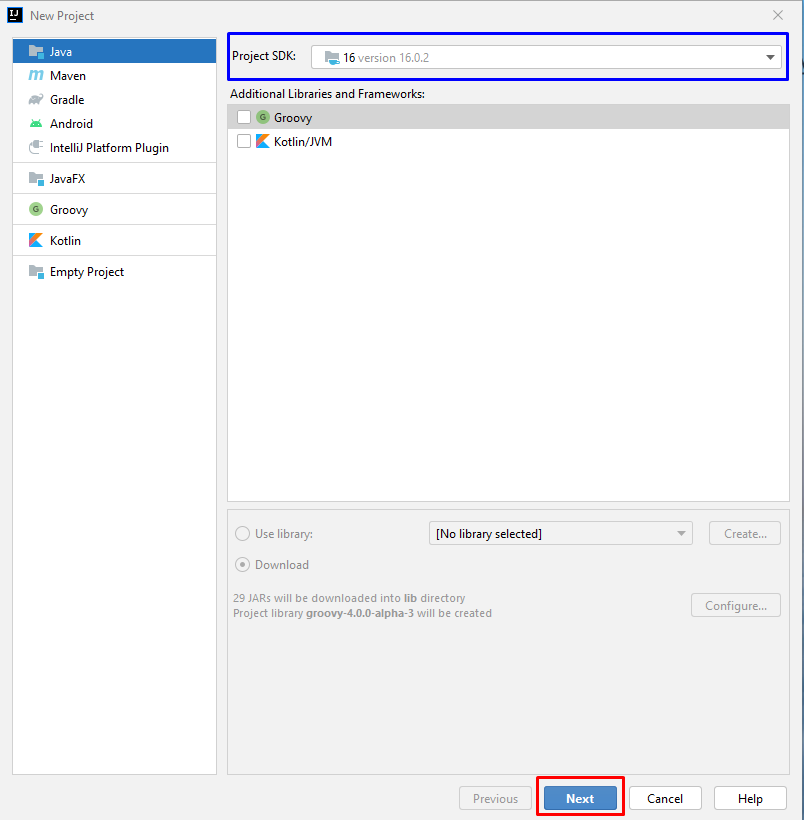 New Project
Java
Maven
Gradle
Android
IntelliJ Platform Plugin
JavaFX
Groovy
Kotlin
Empty Project
Project SDK: 16 version 16.0.2
Additional Libraries and Frameworks:
G Groovy
Kotlin/JVM
Use library: [No library selected] Create...
Download
29 JARs will be downloaded into lib directory
Project library groovy-4.0.0-alpha-3 will be created
Configure...
Previous Next Cancel Help